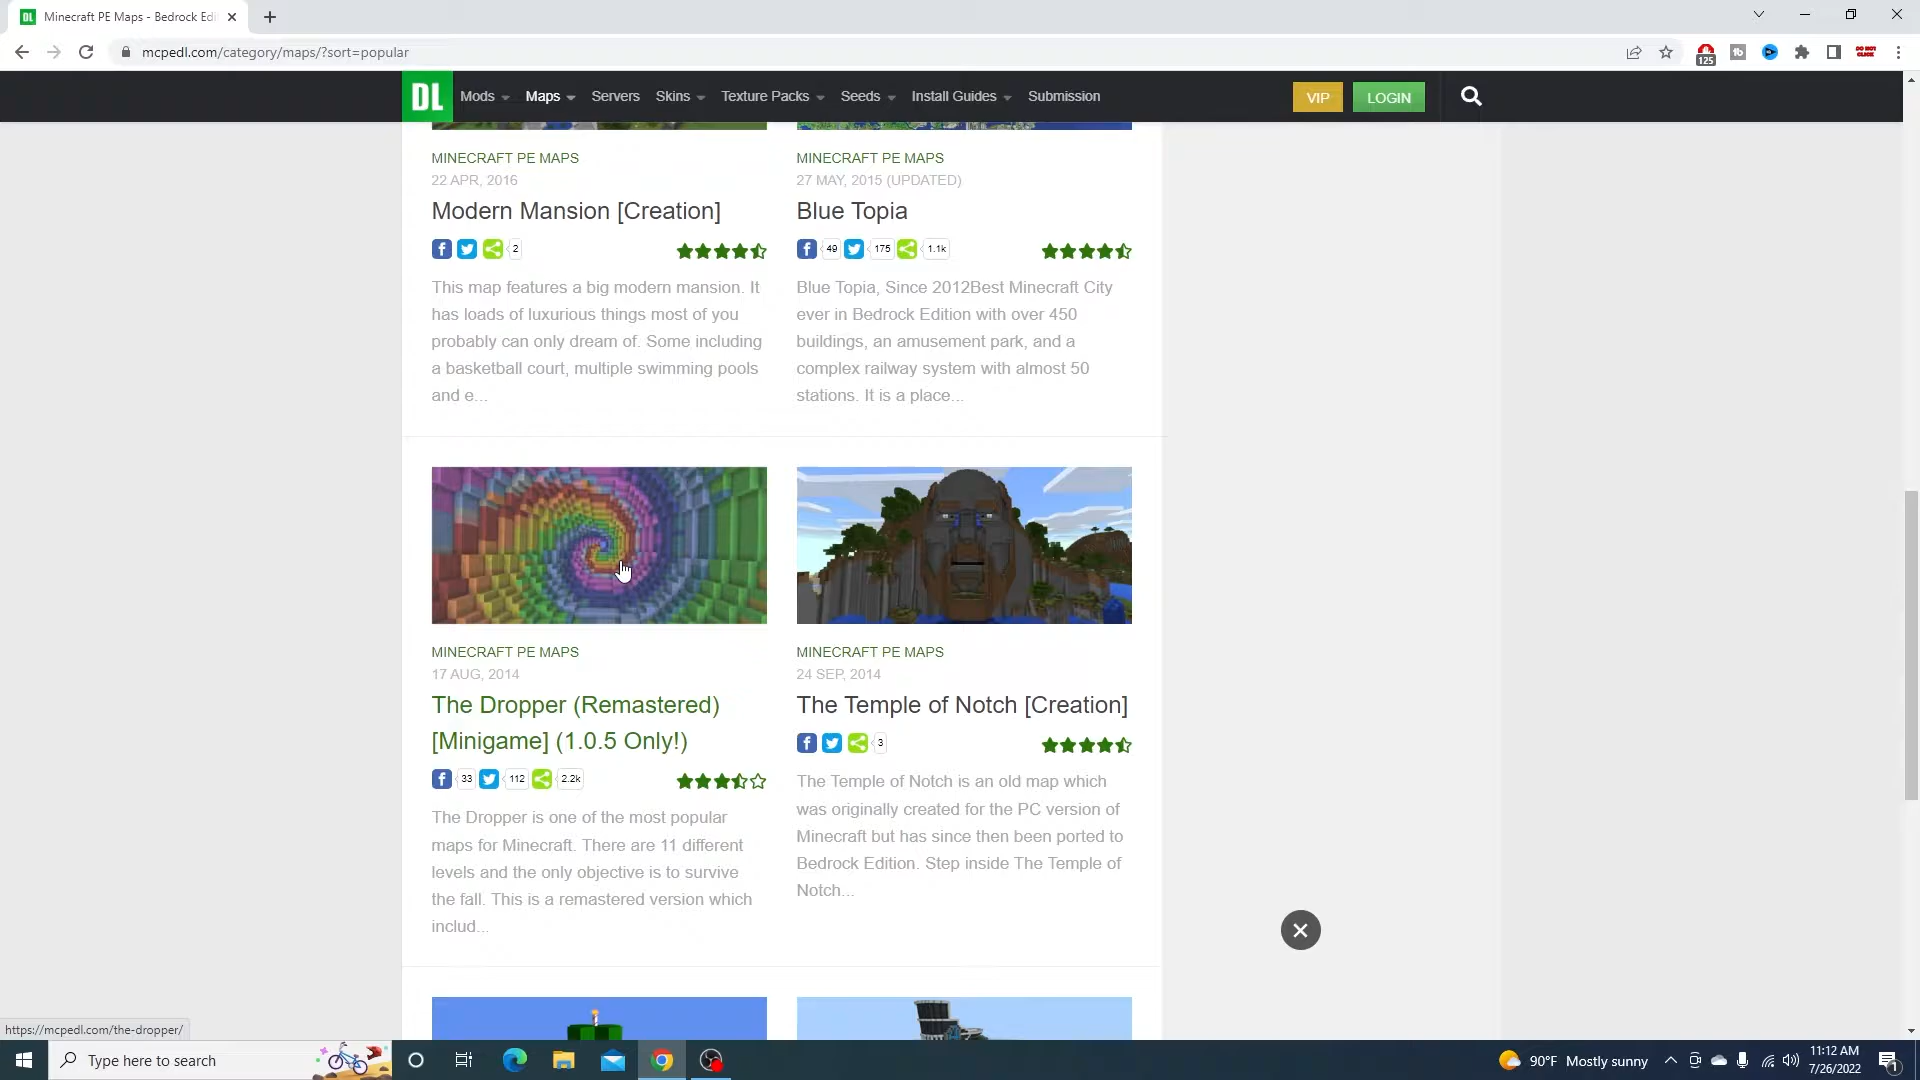 DL Minecraft PE Maps - Bedrock Edi
mcpedl.com/category/maps/?sort=popular
125
DO NOT CLICK
DL Mods Maps Servers Skins Texture Packs Seeds Install Guides Submission VIP LOGIN
MINECRAFT PE MAPS
22 APR, 2016
Modern Mansion [Creation]
2
This map features a big modern mansion. It
has loads of luxurious things most of you
probably can only dream of. Some including
a basketball court, multiple swimming pools
and e...
MINECRAFT PE MAPS
27 MAY, 2015 (UPDATED)
Blue Topia
49 175 1.1k
Blue Topia, Since 2012Best Minecraft City
ever in Bedrock Edition with over 450
buildings, an amusement park, and a
complex railway system with almost 50
stations. It is a place...
MINECRAFT PE MAPS
17 AUG, 2014
The Dropper (Remastered)
[Minigame] (1.0.5 Only!)
33 112 2.2k
The Dropper is one of the most popular
maps for Minecraft. There are 11 different
levels and the only objective is to survive
the fall. This is a remastered version which
includ...
MINECRAFT PE MAPS
24 SEP, 2014
The Temple of Notch [Creation]
3
The Temple of Notch is an old map which
was originally created for the PC version of
Minecraft but has since then been ported to
Bedrock Edition. Step inside The Temple of
Notch...
https://mcpedl.com/the-dropper/
Type here to search
90°F Mostly sunny
11:12 AM
7/26/2022
1